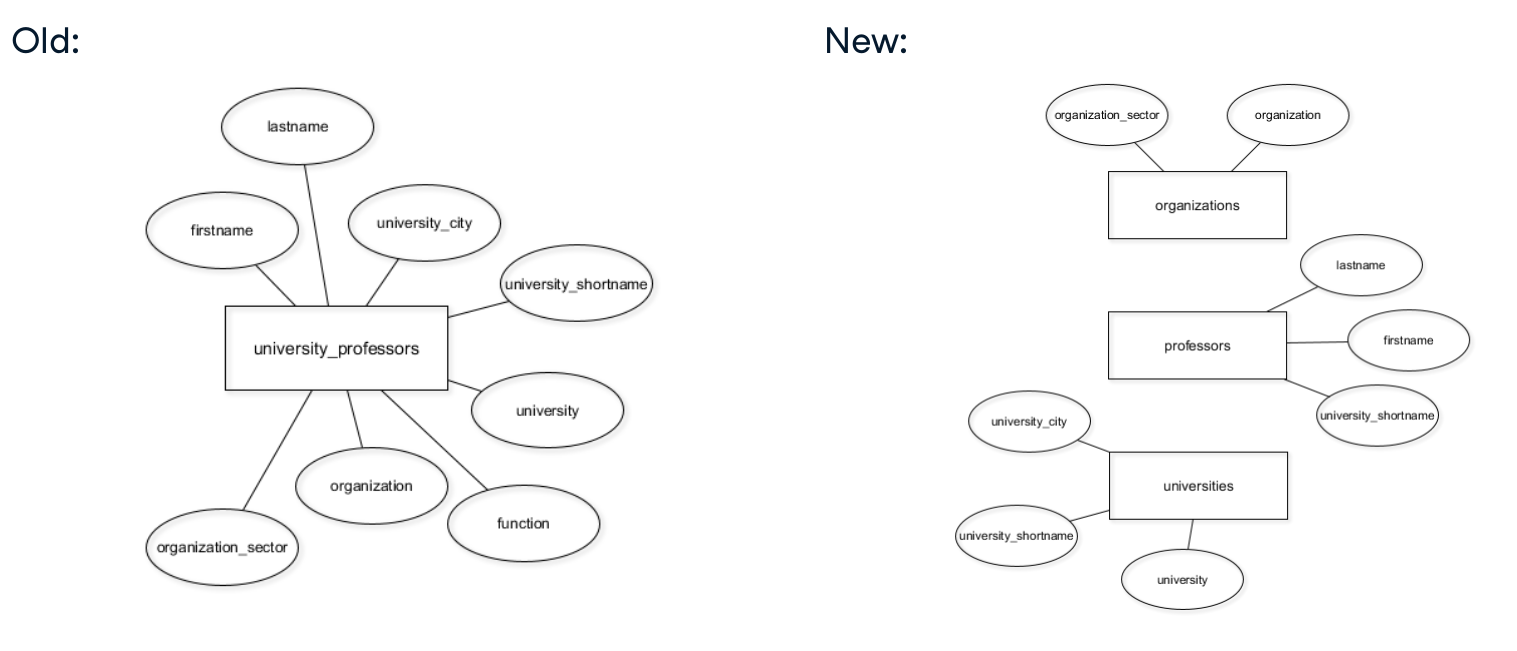 Old:
lastname
firstname
university_city
university_shortname
university_professors
university
organization
function
organization_sector
New:
organization_sector
organization
organizations
lastname
professors
firstname
university_shortname
university_city
universities
university_shortname
university